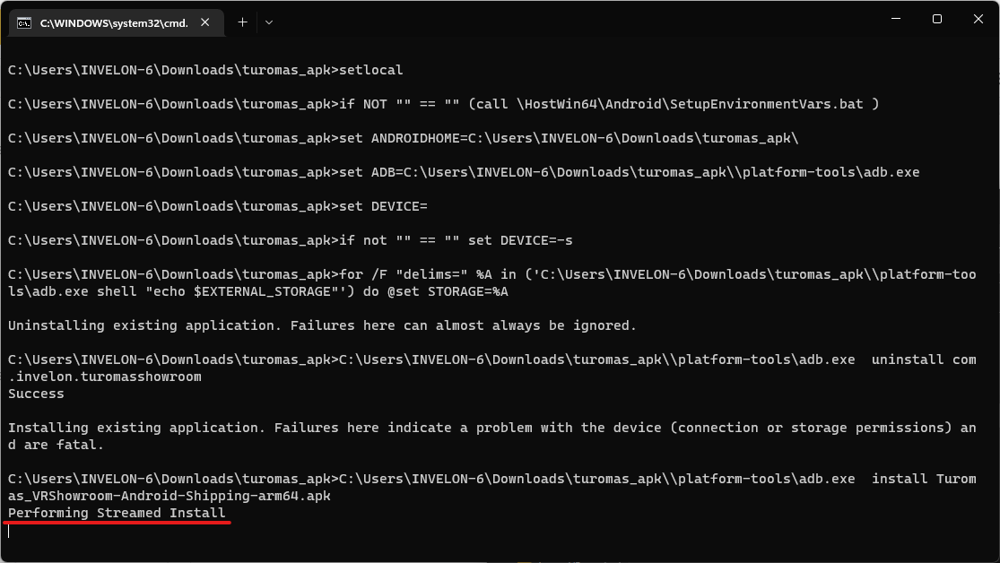 C:\WINDOWS\system32\cmd.
C:\Users\INVELON-6\Downloads\turomas_apk>setlocal
C:\Users\INVELON-6\Downloads\turomas_apk>if NOT "" == "" (call \HostWin64\Android\SetupEnvironmentVars.bat )
C:\Users\INVELON-6\Downloads\turomas_apk>set ANDROIDHOME=C:\Users\INVELON-6\Downloads\turomas_apk\
C:\Users\INVELON-6\Downloads\turomas_apk>set ADB=C:\Users\INVELON-6\Downloads\turomas_apk\\platform-tools\adb.exe
C:\Users\INVELON-6\Downloads\turomas_apk>set DEVICE=
C:\Users\INVELON-6\Downloads\turomas_apk>if not "" == "" set DEVICE=-s
C:\Users\INVELON-6\Downloads\turomas_apk>for /F "delims=" %A in ('C:\Users\INVELON-6\Downloads\turomas_apk\\platform-too
ls\adb.exe shell "echo $EXTERNAL_STORAGE"') do @set STORAGE=%A
Uninstalling existing application. Failures here can almost always be ignored.
C:\Users\INVELON-6\Downloads\turomas_apk>C:\Users\INVELON-6\Downloads\turomas_apk\\platform-tools\adb.exe  uninstall com
.invelon.turomasshowroom
Success
Installing existing application. Failures here indicate a problem with the device (connection or storage permissions) an
d are fatal.
C:\Users\INVELON-6\Downloads\turomas_apk>C:\Users\INVELON-6\Downloads\turomas_apk\\platform-tools\adb.exe  install Turom
as_VRShowroom-Android-Shipping-arm64.apk
Performing Streamed Install